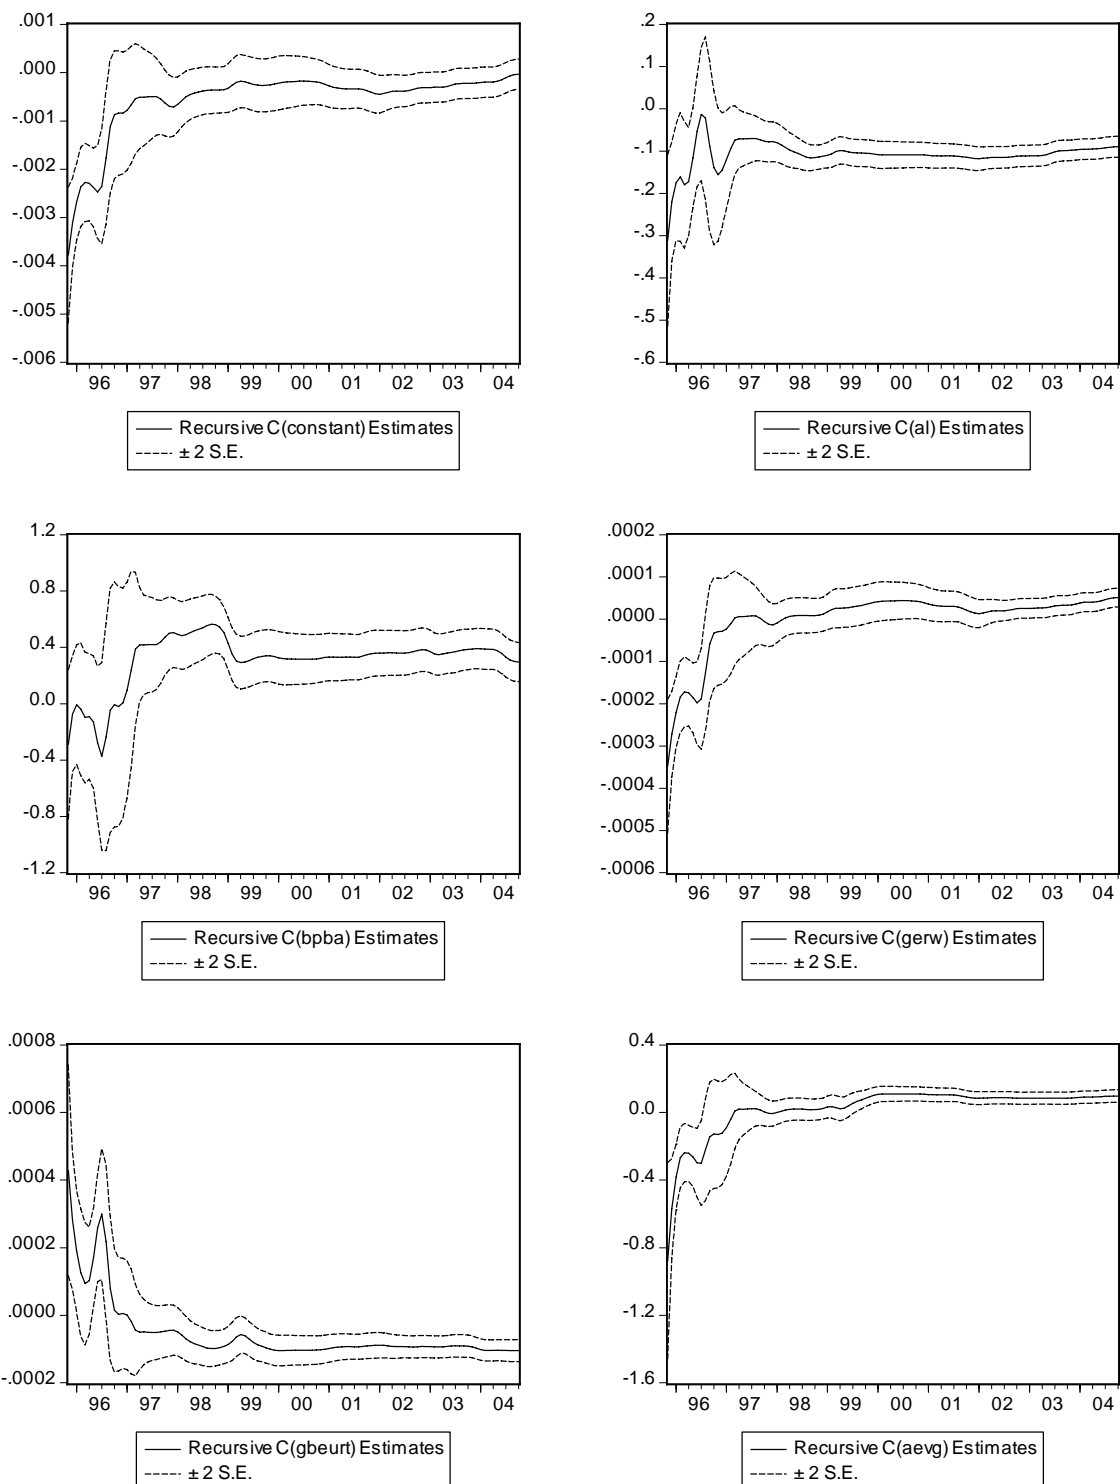 .001
.000
-.001
-.002
-.003
-.004
-.005
-.006
96 97 98 99 00 01 02 03 04
Recursive C(constant) Estimates
± 2 S.E.
.2
.1
.0
-.1
-.2
-.3
-.4
-.5
-.6
96 97 98 99 00 01 02 03 04
Recursive C(al) Estimates
± 2 S.E.
1.2
0.8
0.4
0.0
-0.4
-0.8
-1.2
96 97 98 99 00 01 02 03 04
Recursive C(bpba) Estimates
± 2 S.E.
.0002
.0001
.0000
-.0001
-.0002
-.0003
-.0004
-.0005
-.0006
96 97 98 99 00 01 02 03 04
Recursive C(gerw) Estimates
± 2 S.E.
.0008
.0006
.0004
.0002
.0000
-.0002
96 97 98 99 00 01 02 03 04
Recursive C(gbeurt) Estimates
± 2 S.E.
0.4
0.0
-0.4
-0.8
-1.2
-1.6
96 97 98 99 00 01 02 03 04
Recursive C(aevg) Estimates
± 2 S.E.